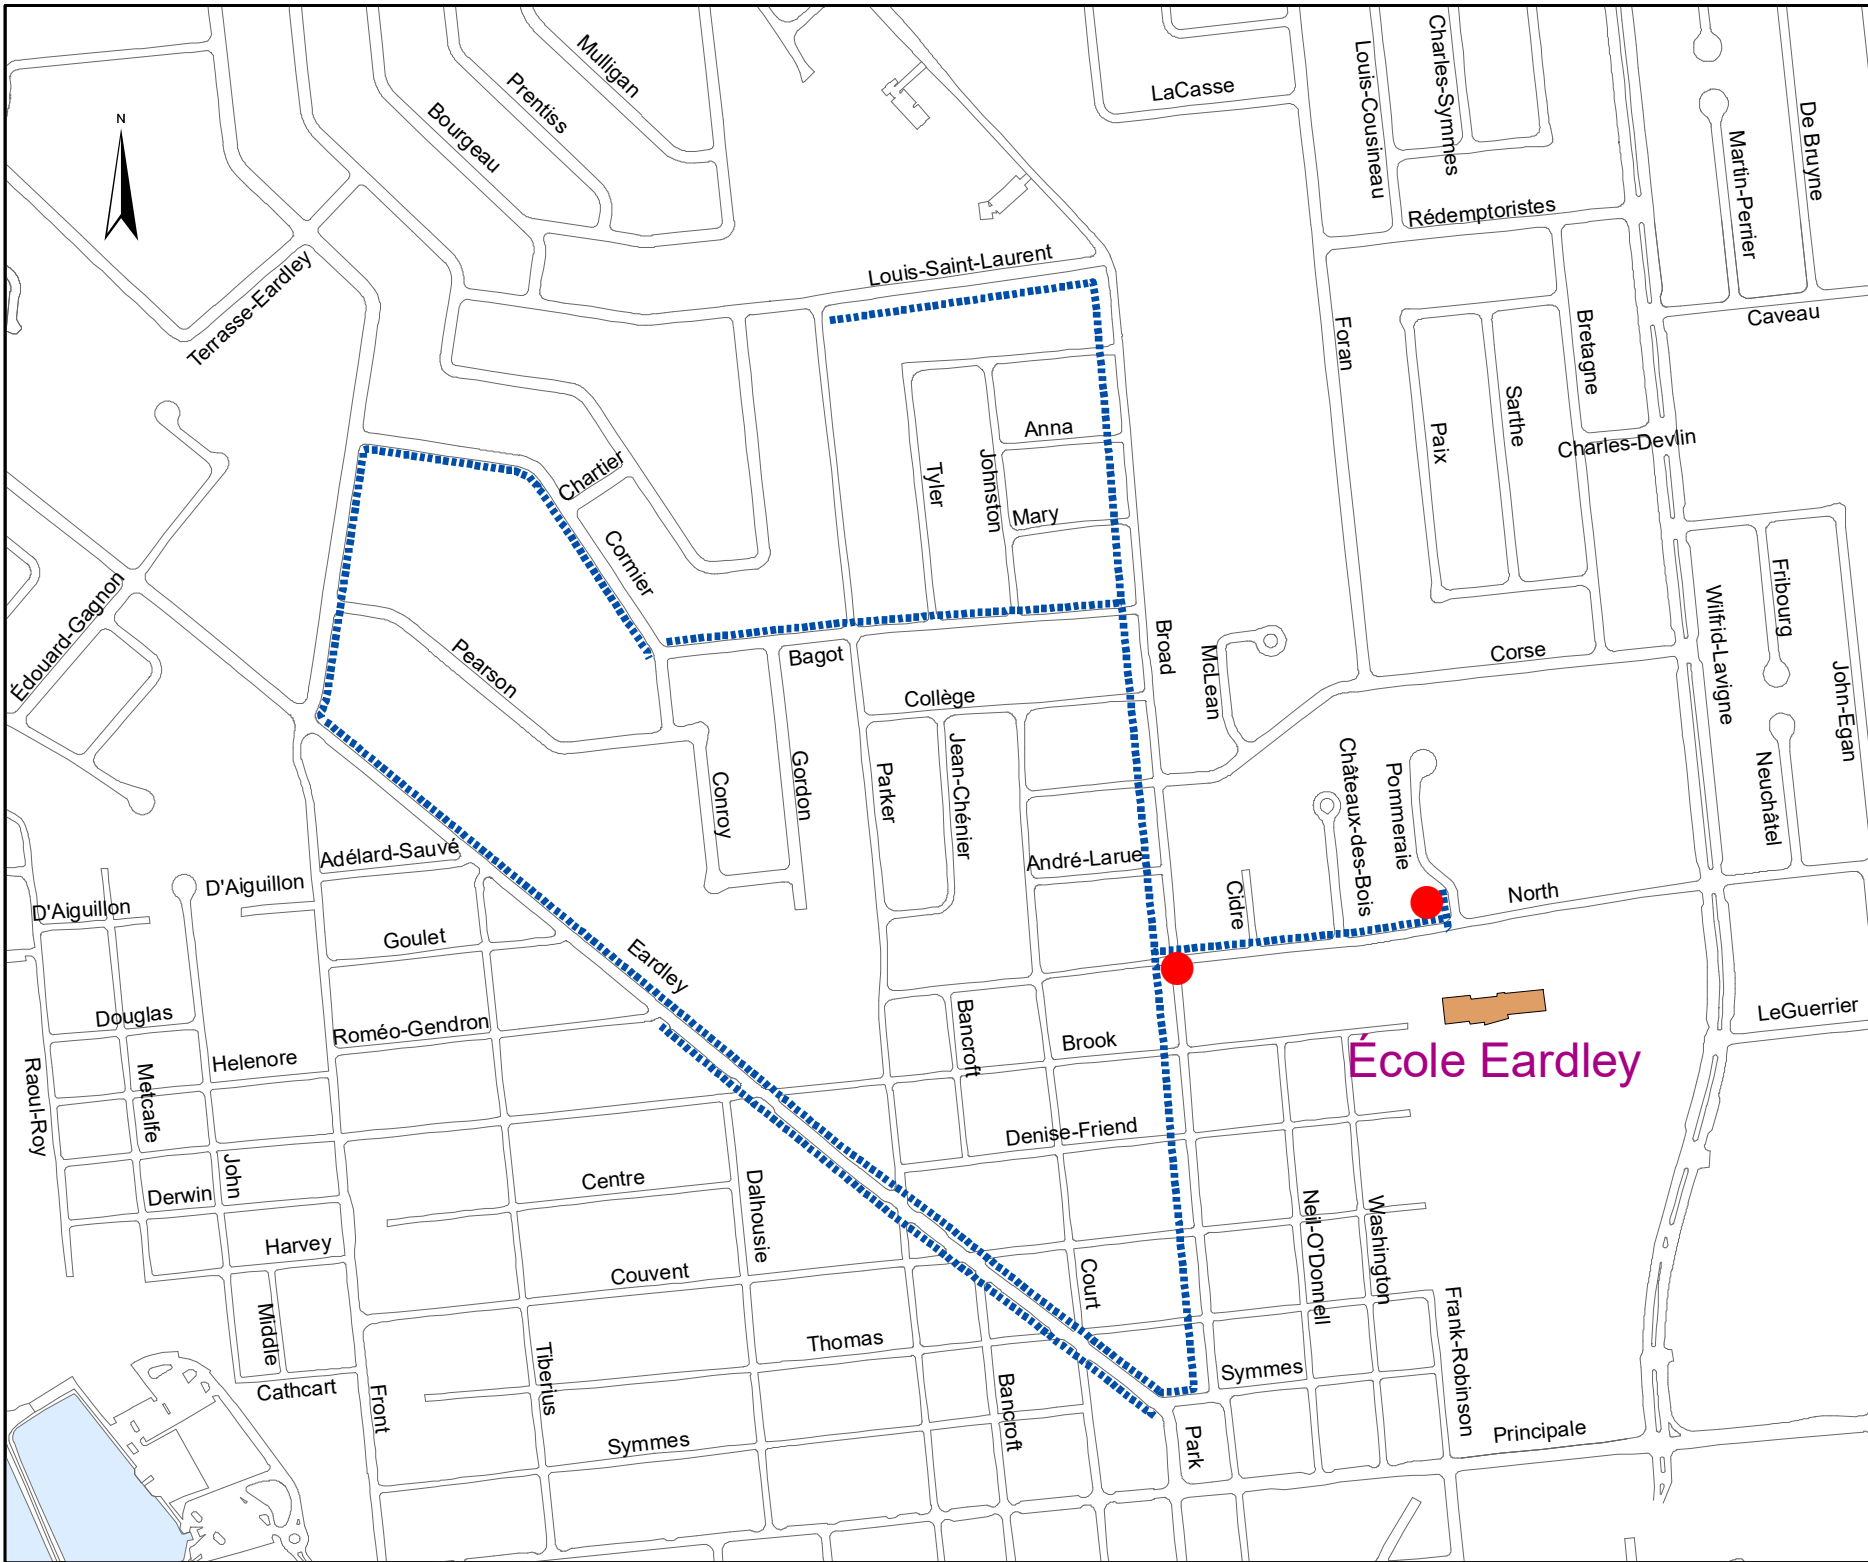 Mulligan
Prentiss
Bourgeau
LaCasse
Louis-Cousineau
Charles-Symmes
De Bruyne
Martin-Perrier
N
Rédemptoristes
Terrasse-Eardley
Louis-Saint-Laurent
Foran
Bretagne
Caveau
Sarthe
Paix
Charles-Devlin
Anna
Chartier
Tyler
Johnston
Mary
Cormier
Édouard-Gagnon
Pearson
Bagot
Broad
McLean
Corse
Wilfrid-Lavigne
Fribourg
John-Egan
Collège
Conroy
Gordon
Parker
Jean-Chénier
Châteaux-des-Bois
Pommeraie
Neuchâtel
Adélard-Sauvé
André-Larue
D'Aiguillon
D'Aiguillon
Cidre
North
Goulet
Eardley
Douglas
Roméo-Gendron
Bancroft
Brook
LeGuerrier
École Eardley
Raoul-Roy
Metcalfe
Helenore
Denise-Friend
John
Derwin
Centre
Dalhousie
Neil-O'Donnell
Washington
Harvey
Couvent
Court
Frank-Robinson
Middle
Thomas
Tiberius
Symmes
Cathcart
Front
Bancroft
Symmes
Park
Principale